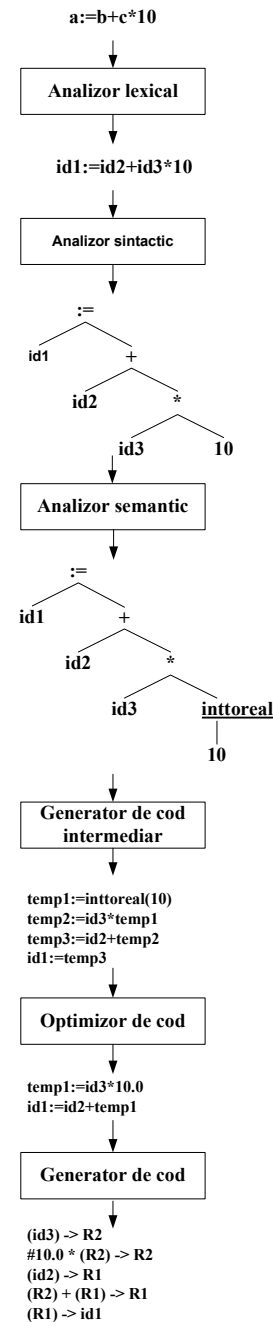 a:=b+c*10
Analizor lexical
id1:=id2+id3*10
Analizor sintactic
:=
id1 +
id2 *
id3 10
Analizor semantic
:=
id1 +
id2 *
id3 inttoreal
10
Generator de cod
intermediar
temp1:=inttoreal(10)
temp2:=id3*temp1
temp3:=id2+temp2
id1:=temp3
Optimizor de cod
temp1:=id3*10.0
id1:=id2+temp1
Generator de cod
(id3) -> R2
#10.0 * (R2) -> R2
(id2) -> R1
(R2) + (R1) -> R1
(R1) -> id1